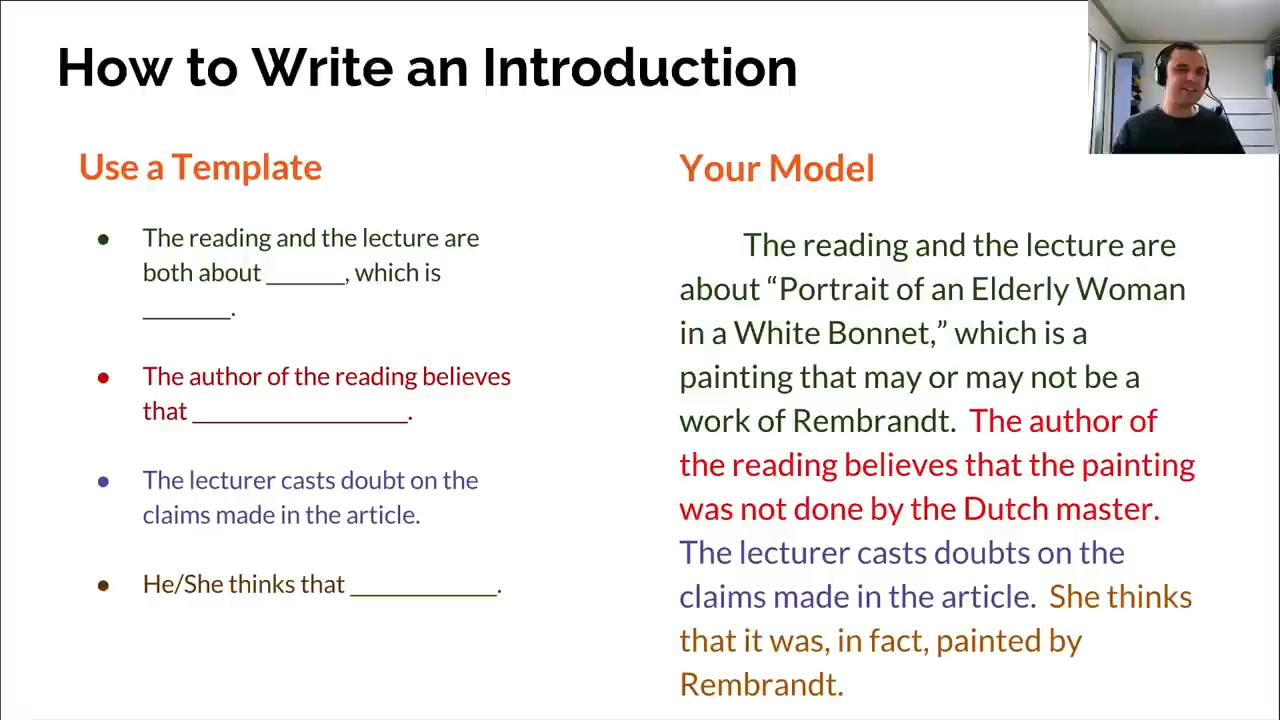 How to Write an Introduction
Use a Template
● The reading and the lecture are
both about ______, which is
_______.
● The author of the reading believes
that _________________.
● The lecturer casts doubt on the
claims made in the article.
● He/She thinks that ____________.
Your Model
The reading and the lecture are
about “Portrait of an Elderly Woman
in a White Bonnet,” which is a
painting that may or may not be a
work of Rembrandt. The author of
the reading believes that the painting
was not done by the Dutch master.
The lecturer casts doubts on the
claims made in the article. She thinks
that it was, in fact, painted by
Rembrandt.